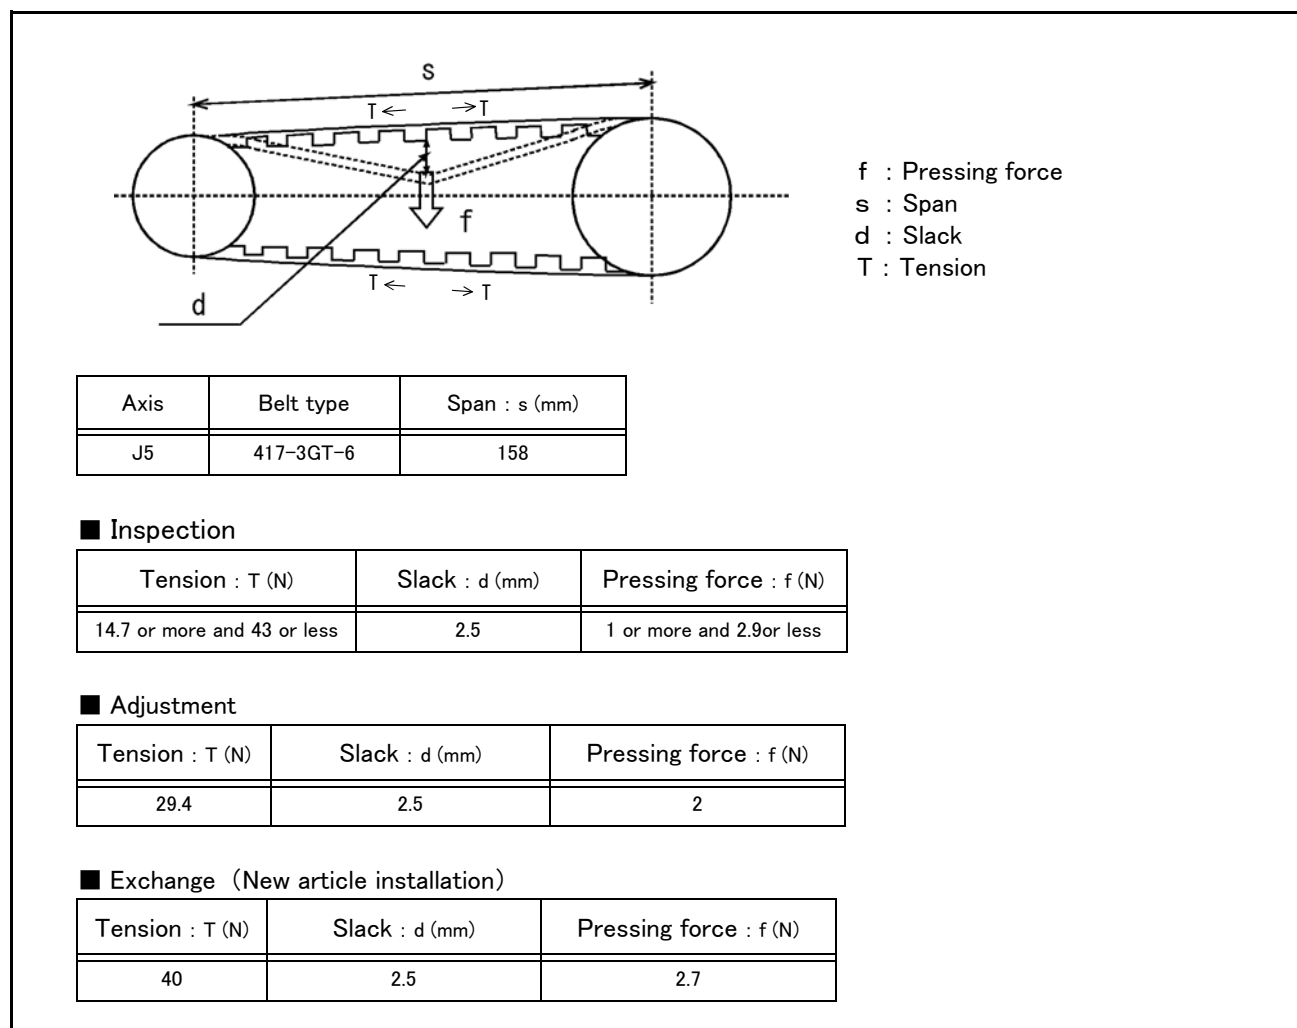 s
T
T
f
T
T
d
f : Pressing force
s : Span
d : Slack
T : Tension
Axis Belt type Span : s (mm)
J5 417-3GT-6 158
■ Inspection
Tension : T (N) Slack : d (mm) Pressing force : f (N)
14.7 or more and 43 or less 2.5 1 or more and 2.9or less
■ Adjustment
Tension : T (N) Slack : d (mm) Pressing force : f (N)
29.4 2.5 2
■ Exchange (New article installation)
Tension : T (N) Slack : d (mm) Pressing force : f (N)
40 2.5 2.7